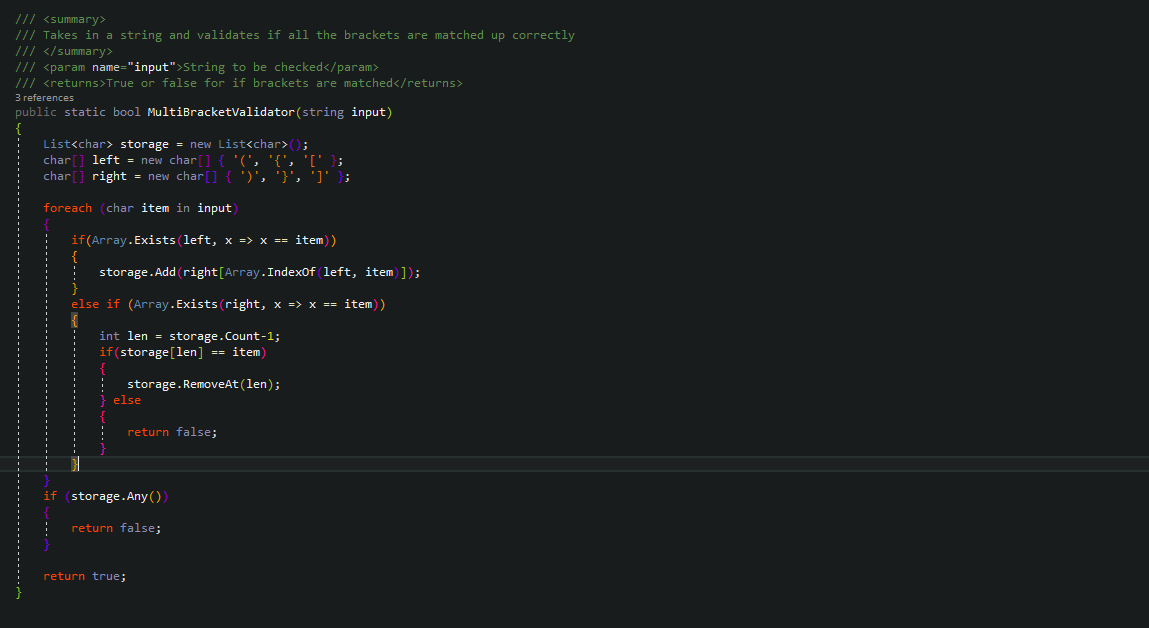 /// <summary>
/// Takes in a string and validates if all the brackets are matched up correctly
/// </summary>
/// <param name="input">String to be checked</param>
/// <returns>True or false for if brackets are matched</returns>
3 references
public static bool MultiBracketValidator(string input)
{
    List<char> storage = new List<char>();
    char[] left = new char[] { '(', '{', '[' };
    char[] right = new char[] { ')', '}', ']' };

    foreach (char item in input)
    {
        if(Array.Exists(left, x => x == item))
        {
            storage.Add(right[Array.IndexOf(left, item)]);
        }
        else if (Array.Exists(right, x => x == item))
        {
            int len = storage.Count-1;
            if(storage[len] == item)
            {
                storage.RemoveAt(len);
            } else
            {
                return false;
            }
        }
    }
    if (storage.Any())
    {
        return false;
    }

    return true;
}